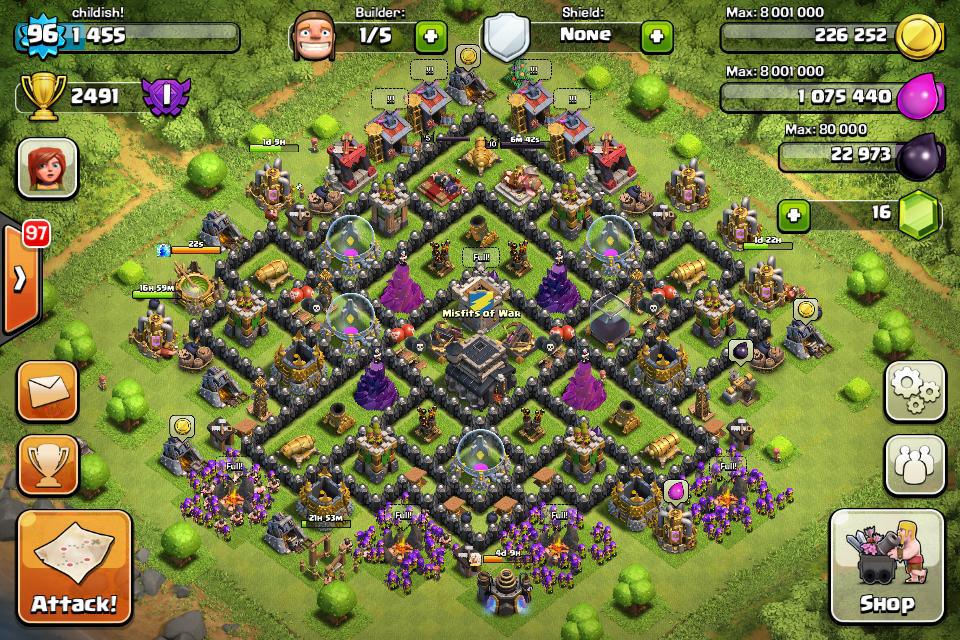 childish!
96 1 455
Builder:
1/5
Shield:
None
Max: 8 001 000
226 252
Max: 8 001 000
1 075 440
Max: 80 000
22 973
16
2491
97
1d 9H
6m 42s
10
22s
16H 59m
1d 22H
Full!
Misfits of War
Full!
Full!
Full!
Full!
21H 53m
4d 9H
Attack!
Shop